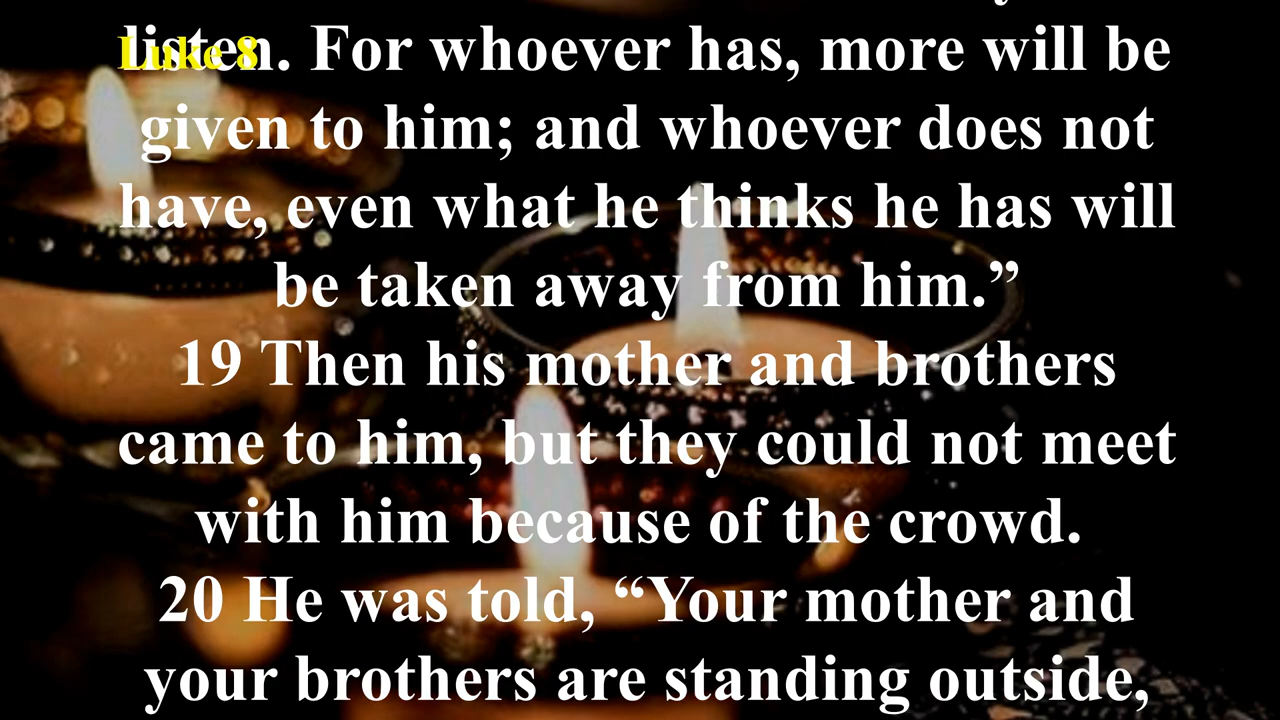 Luke 8
listen. For whoever has, more will be
given to him; and whoever does not
have, even what he thinks he has will
be taken away from him.”
19 Then his mother and brothers
came to him, but they could not meet
with him because of the crowd.
20 He was told, “Your mother and
your brothers are standing outside,